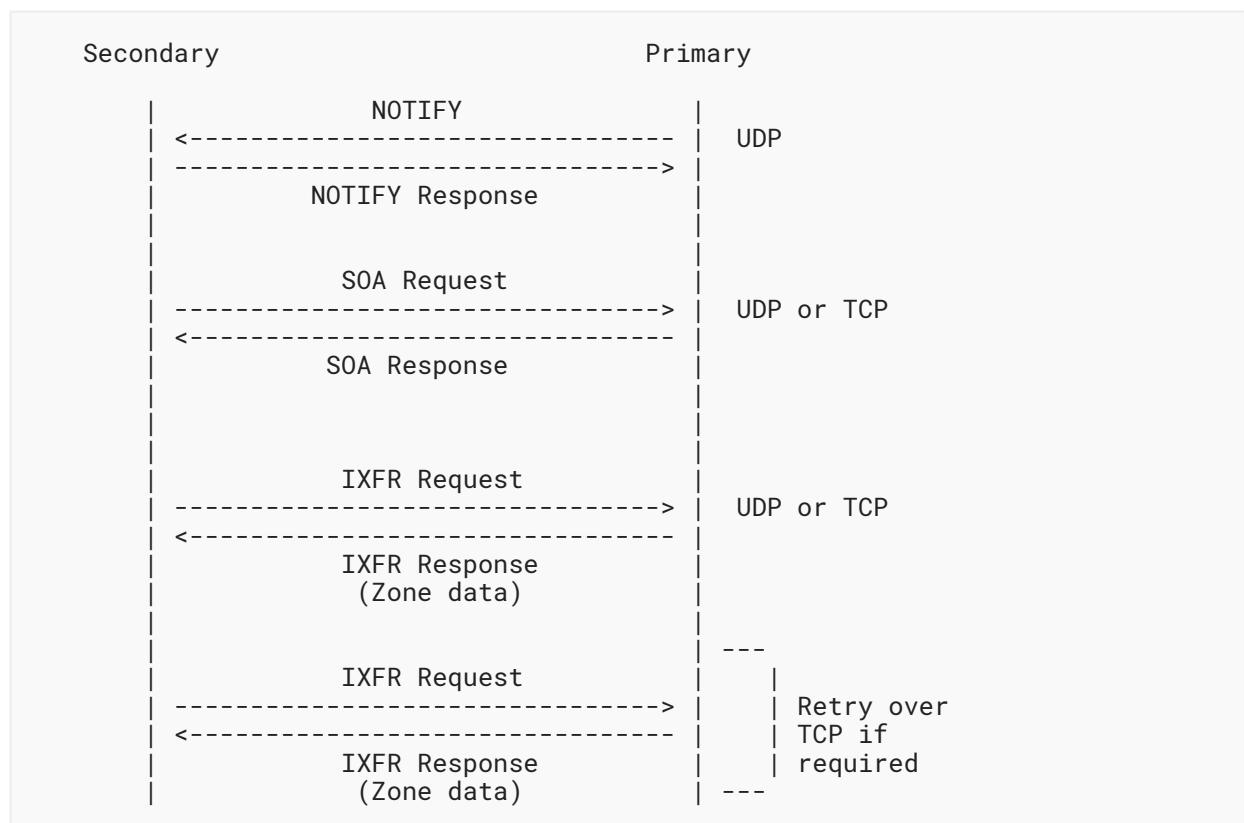 Secondary Primary
NOTIFY
<-------------------------------- UDP
-------------------------------->
NOTIFY Response
SOA Request
--------------------------------> UDP or TCP
<--------------------------------
SOA Response
IXFR Request
--------------------------------> UDP or TCP
<--------------------------------
IXFR Response
(Zone data)
---
IXFR Request
--------------------------------> | Retry over
<-------------------------------- | TCP if
IXFR Response | required
(Zone data) ---